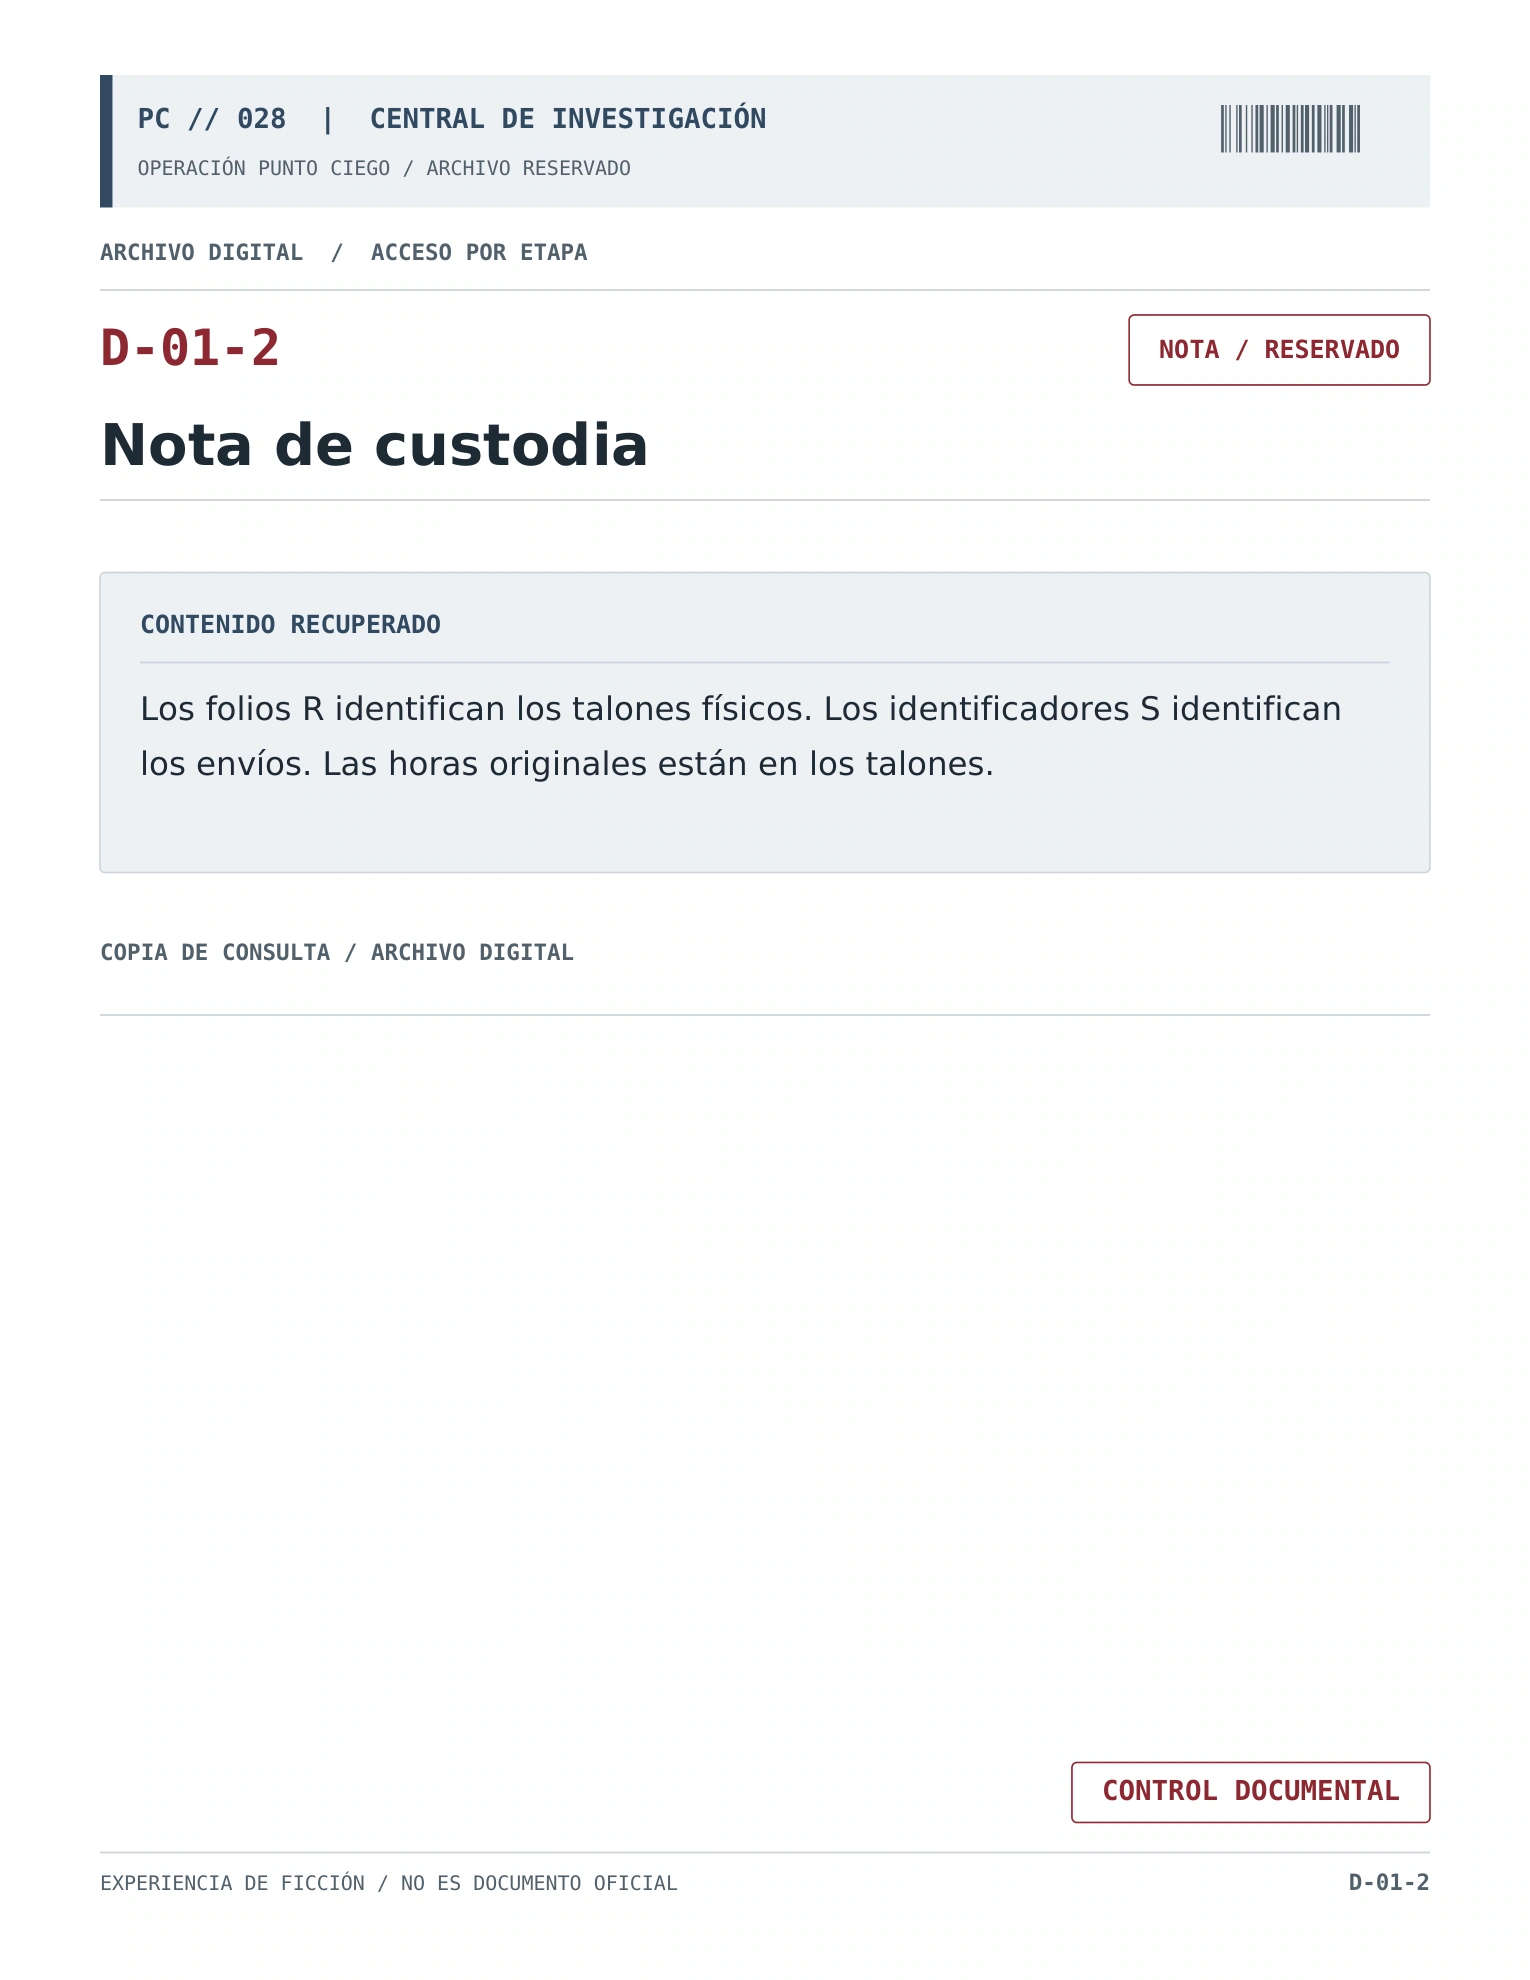 PC // 028 | CENTRAL DE INVESTIGACIÓN
OPERACIÓN PUNTO CIEGO / ARCHIVO RESERVADO
ARCHIVO DIGITAL / ACCESO POR ETAPA
D-01-2
NOTA / RESERVADO
Nota de custodia
CONTENIDO RECUPERADO
Los folios R identifican los talones físicos. Los identificadores S identifican
los envíos. Las horas originales están en los talones.
COPIA DE CONSULTA / ARCHIVO DIGITAL
CONTROL DOCUMENTAL
EXPERIENCIA DE FICCIÓN / NO ES DOCUMENTO OFICIAL
D-01-2